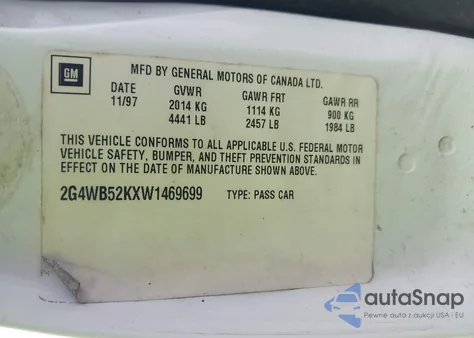 GM
MFD BY GENERAL MOTORS OF CANADA LTD.
DATE GVWR GAWR FRT GAWR RR
11/97 2014 KG 1114 KG 900 KG
4441 LB 2457 LB 1984 LB
THIS VEHICLE CONFORMS TO ALL APPLICABLE U.S. FEDERAL MOTOR
VEHICLE SAFETY, BUMPER, AND THEFT PREVENTION STANDARDS IN
EFFECT ON THE DATE OF MANUFACTURE SHOWN ABOVE.
2G4WB52KXW1469699 TYPE: PASS CAR
autoSnap
Pewne auta z aukcji USA i EU